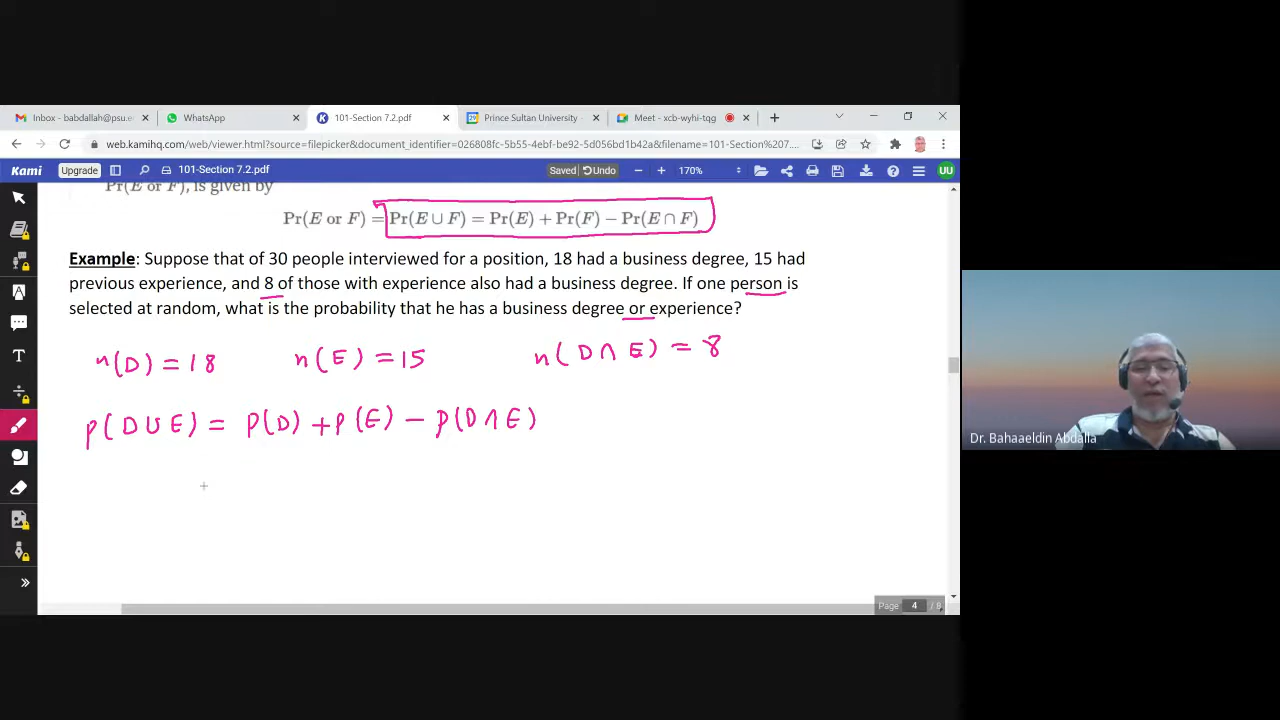 Inbox - babdallah@psu.e
WhatsApp
101-Section 7.2.pdf
Prince Sultan University -
Meet - xcb-wyhi-tqg
web.kamihq.com/web/viewer.html?source=filepicker&document_identifier=026808fc-5b55-4ebf-be92-5d056bd1b42a&filename=101-Section%207....
Kami
Upgrade
101-Section 7.2.pdf
Saved Undo
170%
UU
Pr(E or F), is given by
Pr(E or F) = Pr(E ∪ F) = Pr(E) + Pr(F) − Pr(E ∩ F)
Example: Suppose that of 30 people interviewed for a position, 18 had a business degree, 15 had
previous experience, and 8 of those with experience also had a business degree. If one person is
selected at random, what is the probability that he has a business degree or experience?
n(D) = 18 n(E) = 15 n(D ∩ E) = 8
P(D ∪ E) = P(D) + P(E) − P(D ∩ E)
Dr. Bahaaeldin Abdalla
Page 4 / 8